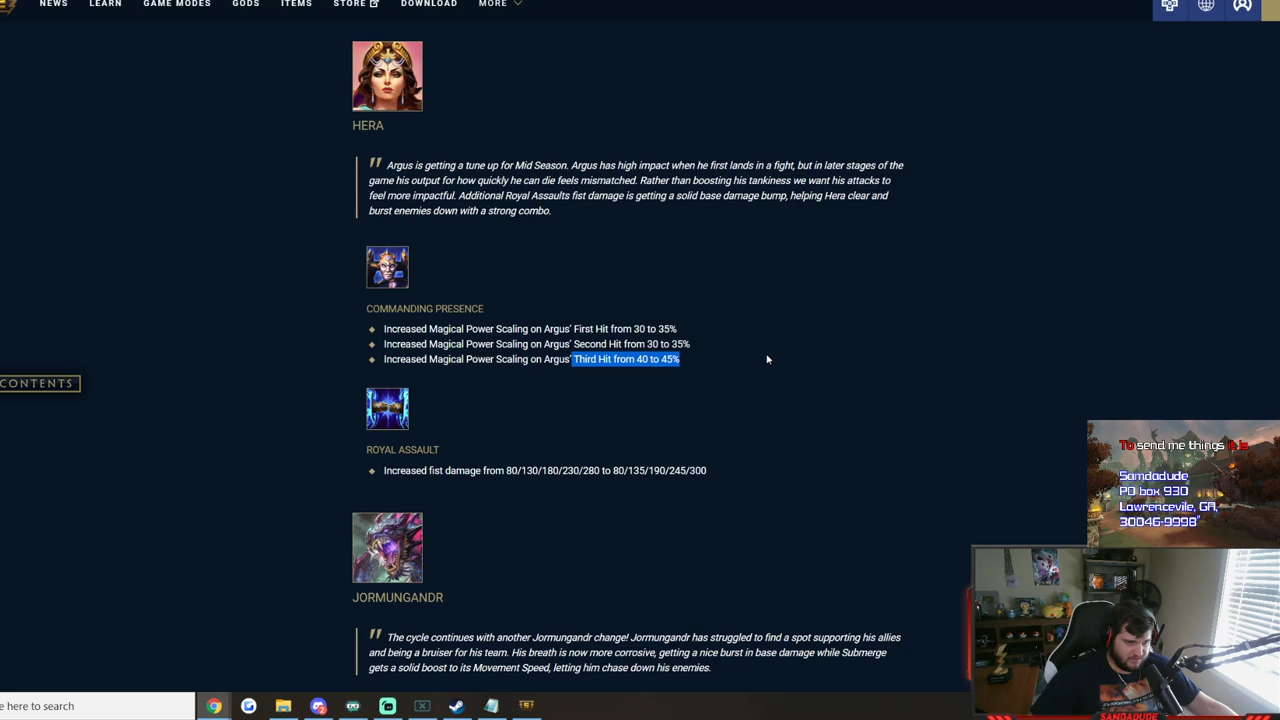 NEWS LEARN GAME MODES GODS ITEMS STORE DOWNLOAD MORE
HERA
" Argus is getting a tune up for Mid Season. Argus has high impact when he first lands in a fight, but in later stages of the
game his output for how quickly he can die feels mismatched. Rather than boosting his tankiness we want his attacks to
feel more impactful. Additional Royal Assaults fist damage is getting a solid base damage bump, helping Hera clear and
burst enemies down with a strong combo.
COMMANDING PRESENCE
Increased Magical Power Scaling on Argus' First Hit from 30 to 35%
Increased Magical Power Scaling on Argus' Second Hit from 30 to 35%
Increased Magical Power Scaling on Argus' Third Hit from 40 to 45%
CONTENTS
ROYAL ASSAULT
Increased fist damage from 80/130/180/230/280 to 80/135/190/245/300
To send me things it is
Samdadude
PO box 930
Lawrencevile, GA,
30046-9998"
JORMUNGANDR
" The cycle continues with another Jormungandr change! Jormungandr has struggled to find a spot supporting his allies
and being a bruiser for his team. His breath is now more corrosive, getting a nice burst in base damage while Submerge
gets a solid boost to its Movement Speed, letting him chase down his enemies.
e here to search
SAMDADUDE